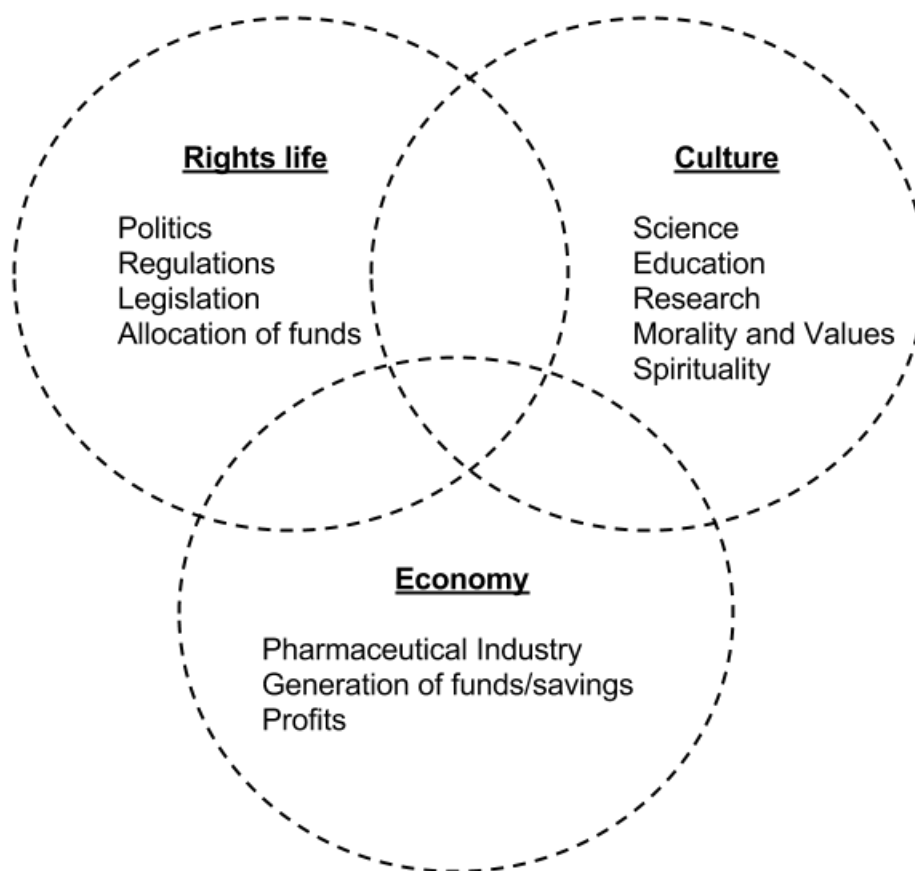 Rights life
Politics
Regulations
Legislation
Allocation of funds
Culture
Science
Education
Research
Morality and Values
Spirituality
Economy
Pharmaceutical Industry
Generation of funds/savings
Profits